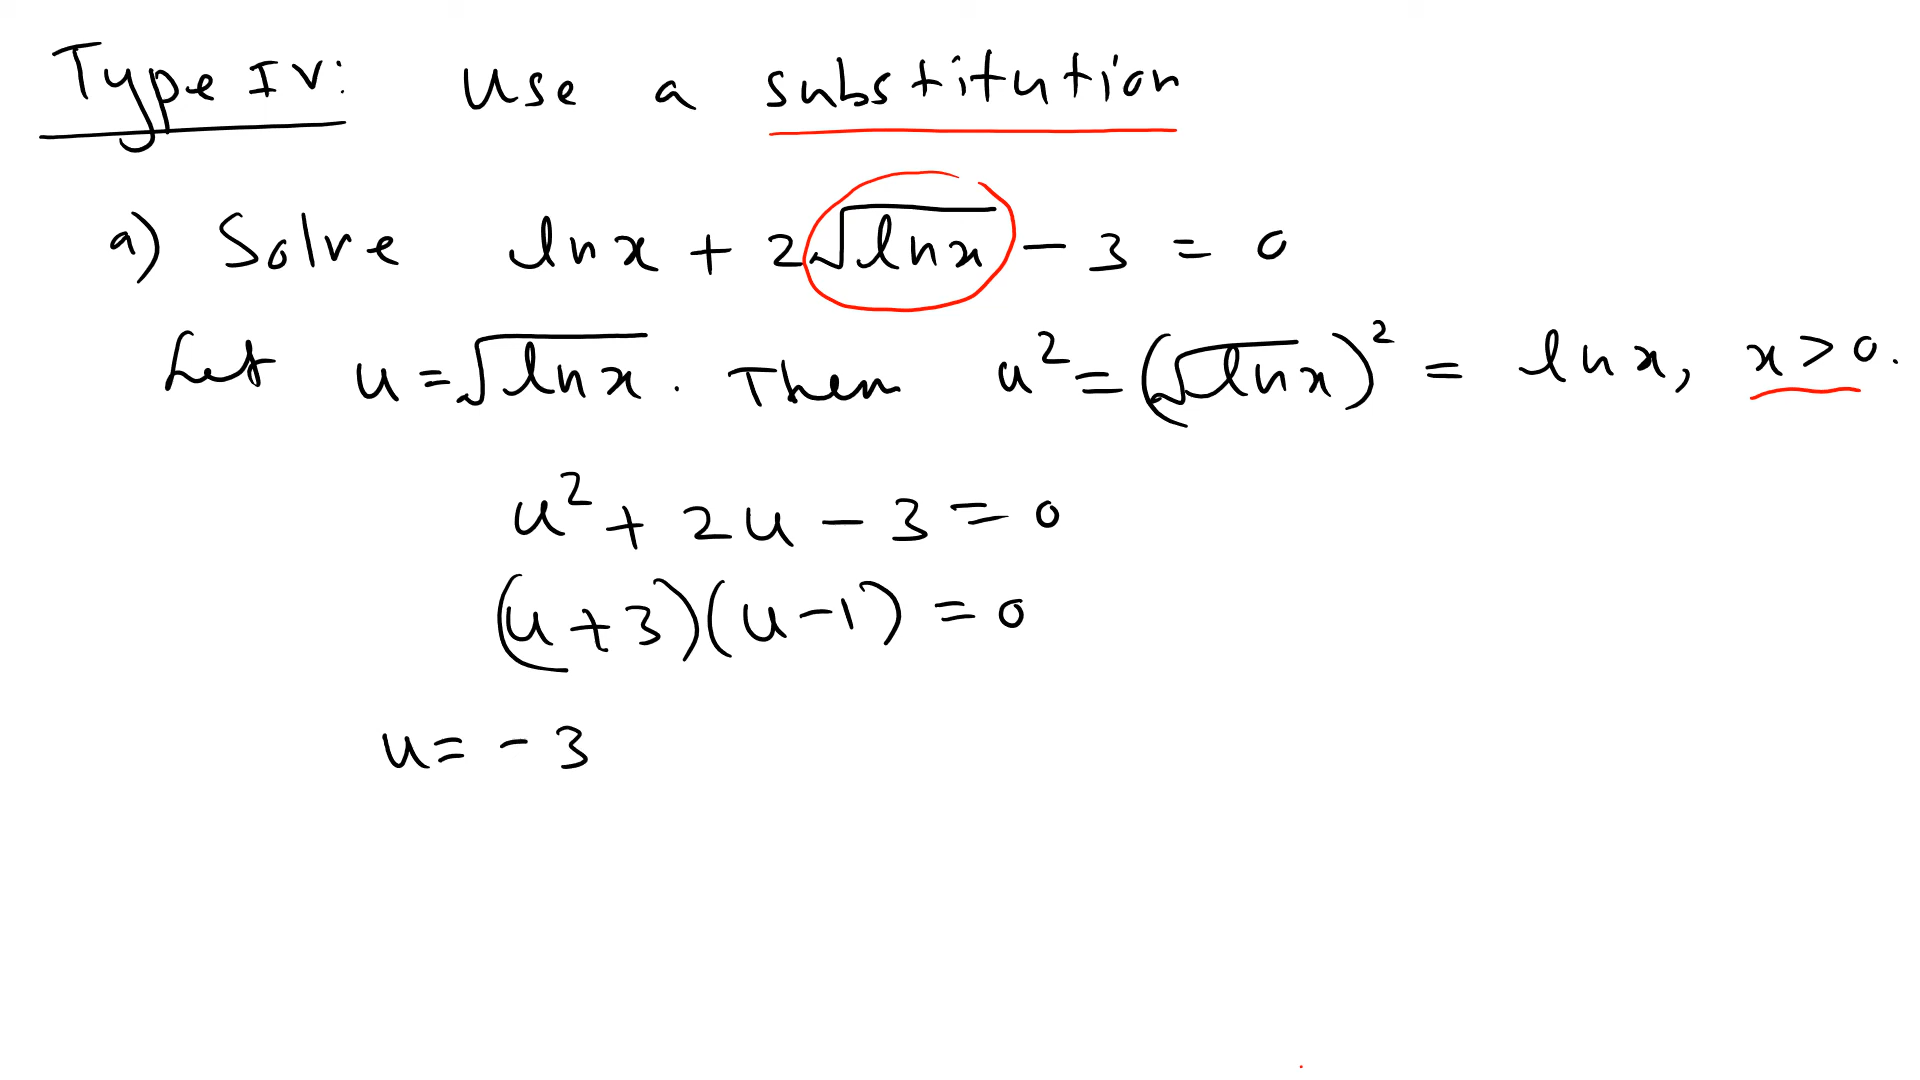 Type IV: Use a substitution
a) Solve ln x + 2√(ln x) − 3 = 0
Let u = √(ln x). Then u² = (√(ln x))² = ln x, x > 0.
u² + 2u − 3 = 0
(u + 3)(u − 1) = 0
u = − 3